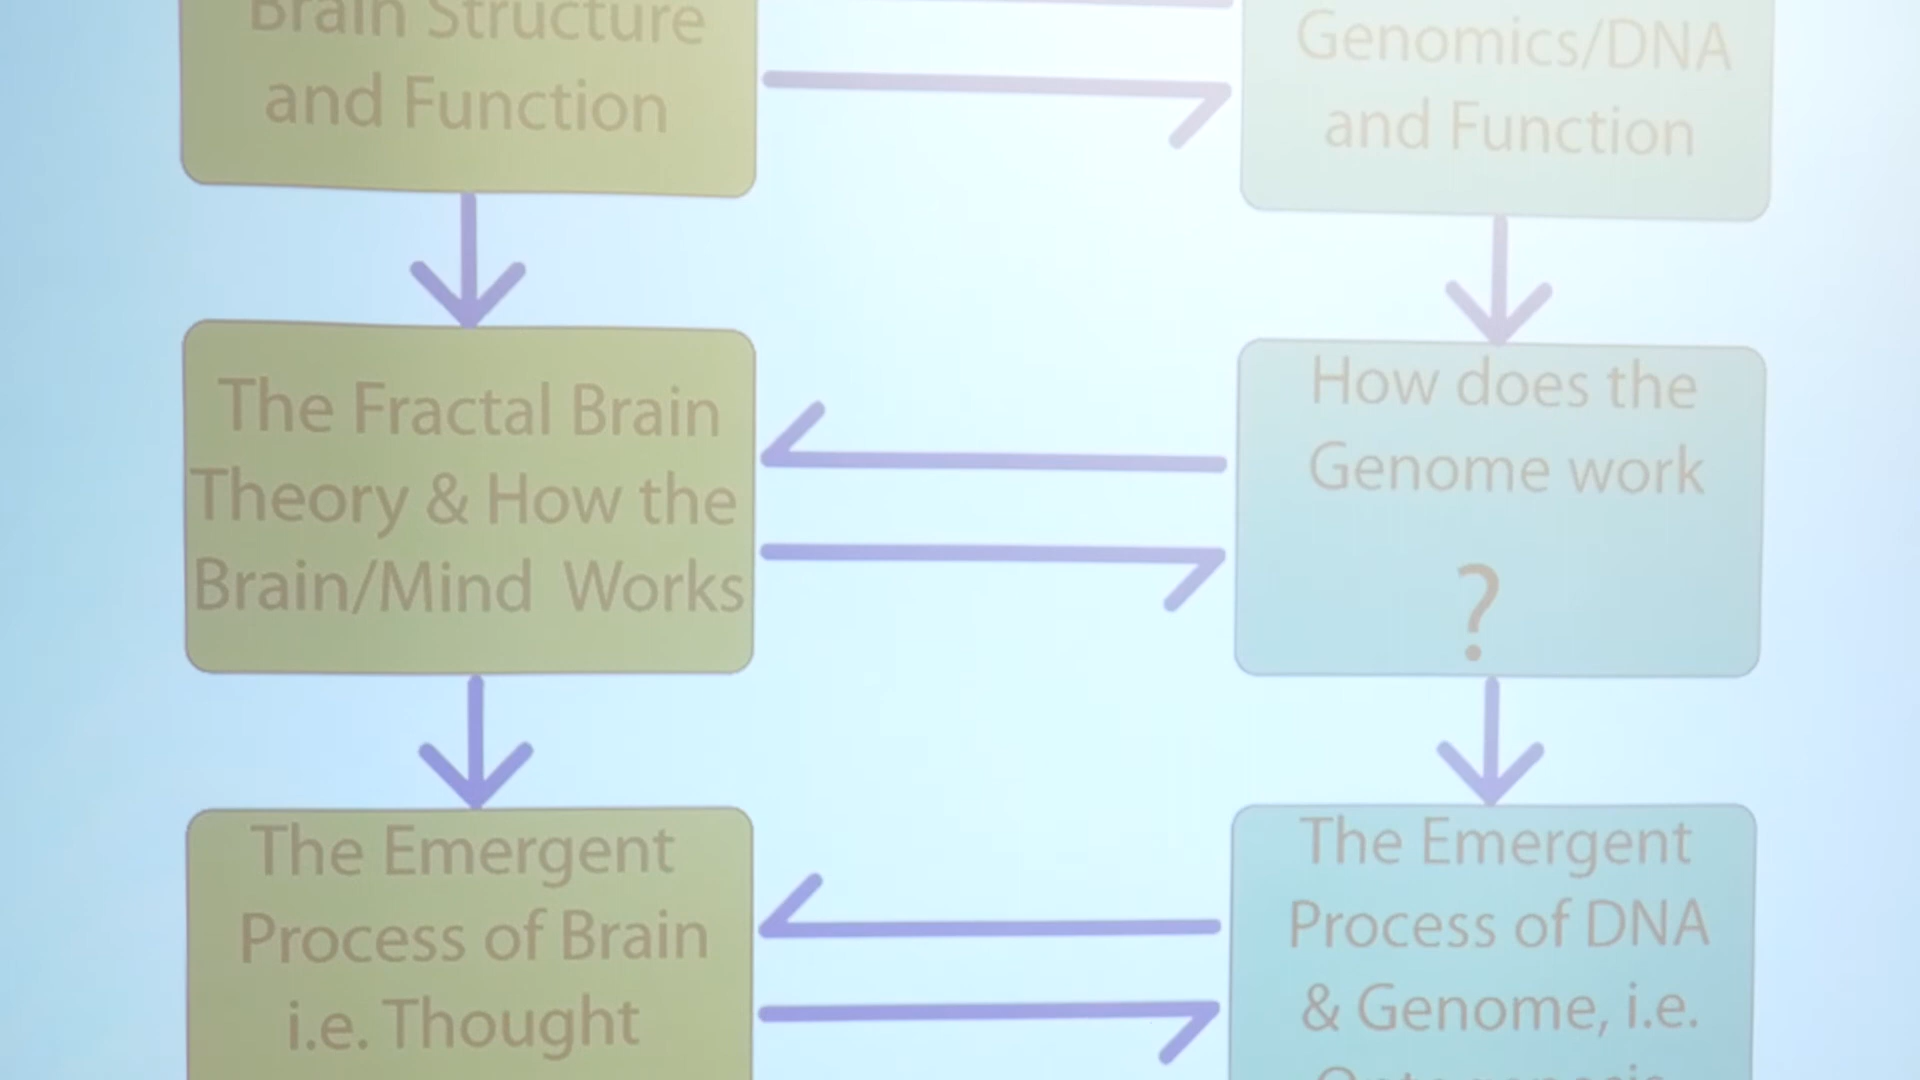 Brain Structure
and Function
Genomics/DNA
and Function
The Fractal Brain
Theory & How the
Brain/Mind Works
How does the
Genome work
?
The Emergent
Process of Brain
i.e. Thought
The Emergent
Process of DNA
& Genome, i.e.